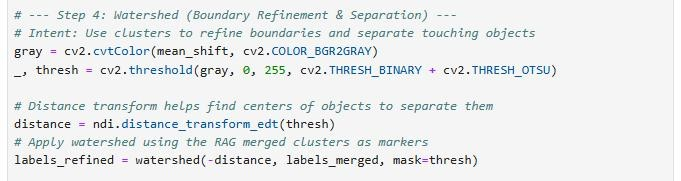 # --- Step 4: Watershed (Boundary Refinement & Separation) ---
# Intent: Use clusters to refine boundaries and separate touching objects
gray = cv2.cvtColor(mean_shift, cv2.COLOR_BGR2GRAY)
_, thresh = cv2.threshold(gray, 0, 255, cv2.THRESH_BINARY + cv2.THRESH_OTSU)
# Distance transform helps find centers of objects to separate them
distance = ndi.distance_transform_edt(thresh)
# Apply watershed using the RAG merged clusters as markers
labels_refined = watershed(-distance, labels_merged, mask=thresh)